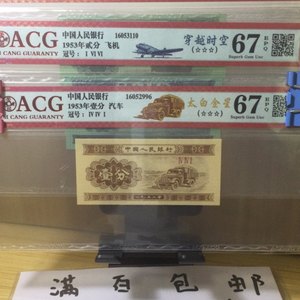 ACG
CANG GUARANTY
中国人民银行 16053110
1953年贰分 飞机
冠号：I VI VI
穿越时空
(☆☆☆)
67 EPQ
Superb Gem Unc
ACG
CANG GUARANTY
中国人民银行 16052996
1953年壹分 汽车
冠号：IV IV I
太白金星
(☆☆☆)
67 EPQ
Superb Gem Unc
中国人民银行
壹分
满百包邮